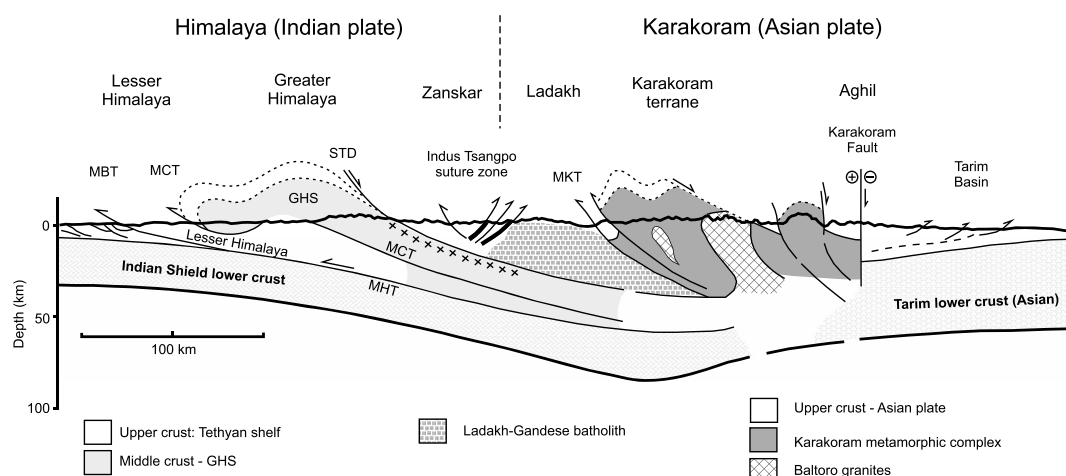 Himalaya (Indian plate)
Karakoram (Asian plate)
Lesser
Himalaya
Greater
Himalaya
Zanskar
Ladakh
Karakoram
terrane
Aghil
MBT
MCT
STD
Indus Tsangpo
suture zone
MKT
Karakoram
Fault
Tarim
Basin
GHS
0
Lesser Himalaya
MCT
Indian Shield lower crust
MHT
Tarim lower crust (Asian)
Depth (km)
50
100 km
100
Upper crust: Tethyan shelf
Middle crust - GHS
Ladakh-Gandese batholith
Upper crust - Asian plate
Karakoram metamorphic complex
Baltoro granites